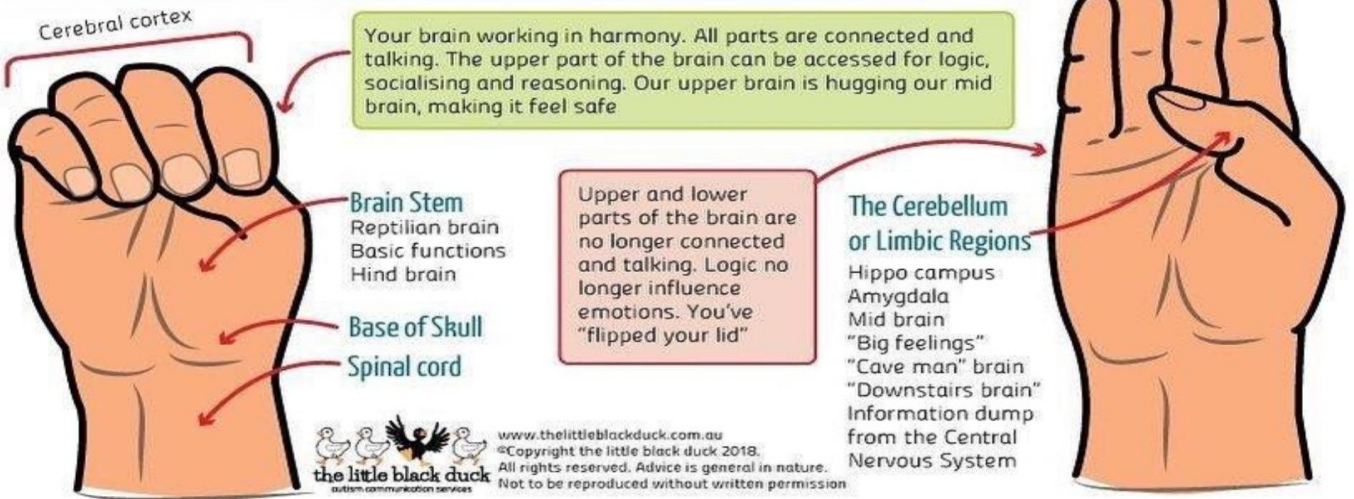 Cerebral cortex
Your brain working in harmony. All parts are connected and
talking. The upper part of the brain can be accessed for logic,
socialising and reasoning. Our upper brain is hugging our mid
brain, making it feel safe
Brain Stem
Reptilian brain
Basic functions
Hind brain
Base of Skull
Spinal cord
Upper and lower
parts of the brain are
no longer connected
and talking. Logic no
longer influence
emotions. You've
"flipped your lid"
The Cerebellum
or Limbic Regions
Hippo campus
Amygdala
Mid brain
"Big feelings"
"Cave man" brain
"Downstairs brain"
Information dump
from the Central
Nervous System
the little black duck
autism communication services
www.thelittleblackduck.com.au
©Copyright the little black duck 2018.
All rights reserved. Advice is general in nature.
Not to be reproduced without written permission